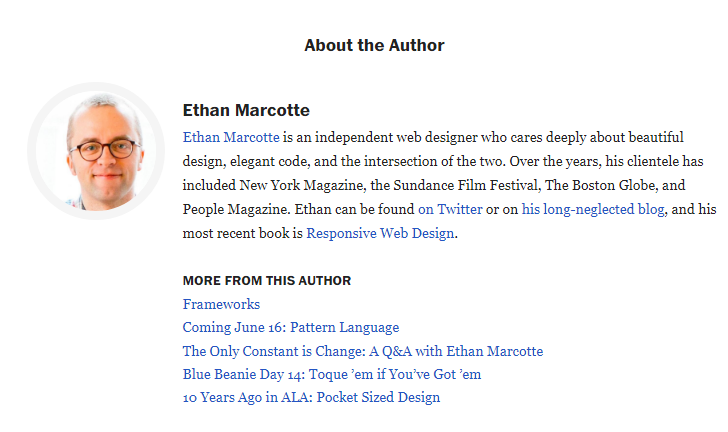 About the Author
Ethan Marcotte
Ethan Marcotte is an independent web designer who cares deeply about beautiful
design, elegant code, and the intersection of the two. Over the years, his clientele has
included New York Magazine, the Sundance Film Festival, The Boston Globe, and
People Magazine. Ethan can be found on Twitter or on his long-neglected blog, and his
most recent book is Responsive Web Design.
MORE FROM THIS AUTHOR
Frameworks
Coming June 16: Pattern Language
The Only Constant is Change: A Q&A with Ethan Marcotte
Blue Beanie Day 14: Toque ’em if You’ve Got ’em
10 Years Ago in ALA: Pocket Sized Design